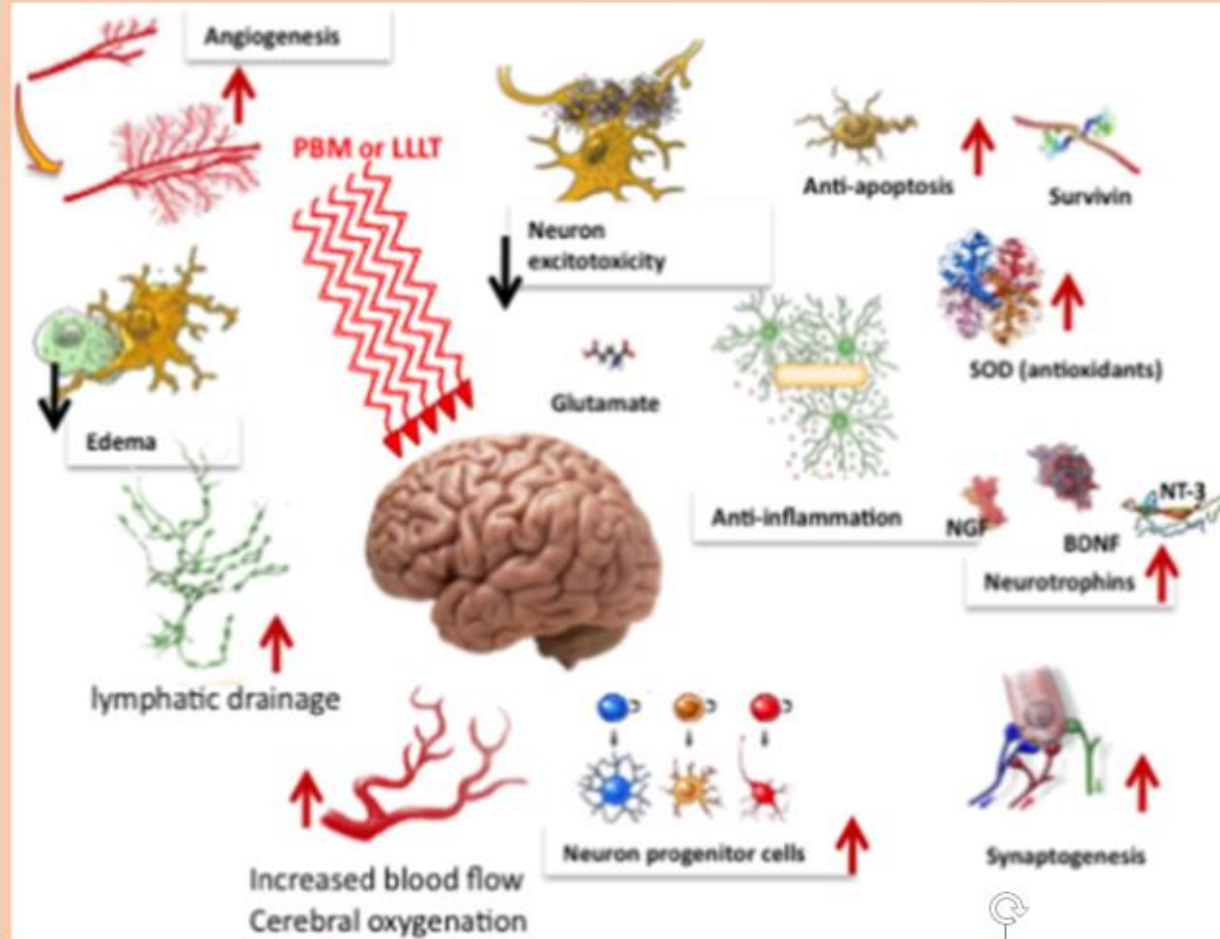 Angiogenesis
PBM or LLLT
Neuron
excitotoxicity
Anti-apoptosis
Survivin
SOD (antioxidants)
Glutamate
Edema
Anti-inflammation
NGF
BDNF
NT-3
Neurotrophins
lymphatic drainage
Increased blood flow
Cerebral oxygenation
Neuron progenitor cells
Synaptogenesis